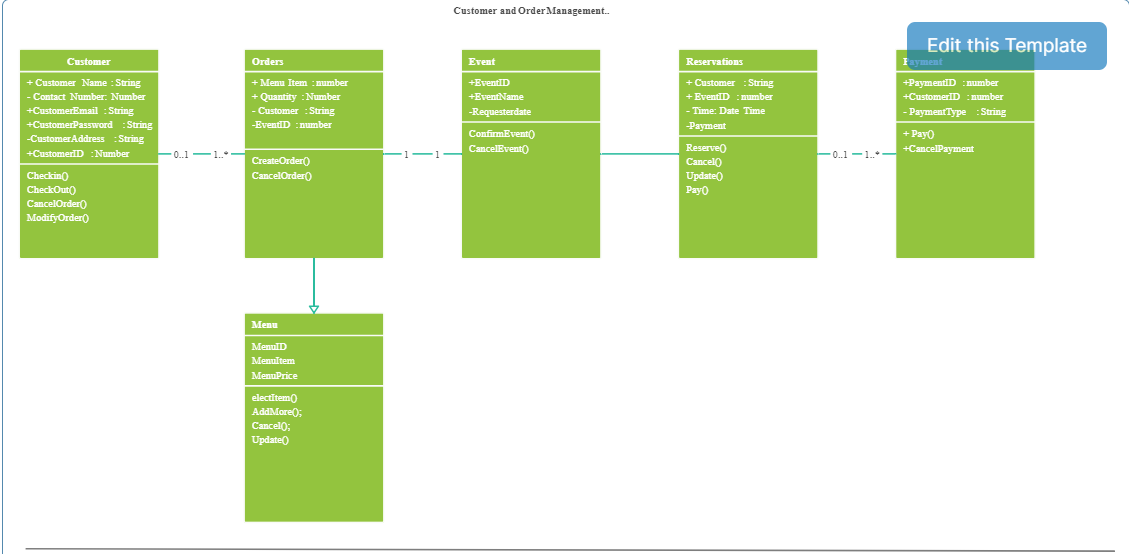 Customer and Order Management..
Edit this Template
Customer
+ Customer Name : String
- Contact Number: Number
+CustomerEmail : String
+CustomerPassword : String
-CustomerAddress : String
+CustomerID : Number
Checkin()
CheckOut()
CancelOrder()
ModifyOrder()
0..1
1..*
Orders
+ Menu Item : number
+ Quantity : Number
- Customer : String
-EventID : number
CreateOrder()
CancelOrder()
1
1
Event
+EventID
+EventName
-Requesterdate
ConfirmEvent()
CancelEvent()
Reservations
+ Customer : String
+ EventID : number
- Time: Date Time
-Payment
Reserve()
Cancel()
Update()
Pay()
0..1
1..*
Payment
+PaymentID : number
+CustomerID : number
- PaymentType : String
+ Pay()
+CancelPayment
Menu
MenuID
MenuItem
MenuPrice
electItem()
AddMore();
Cancel();
Update()